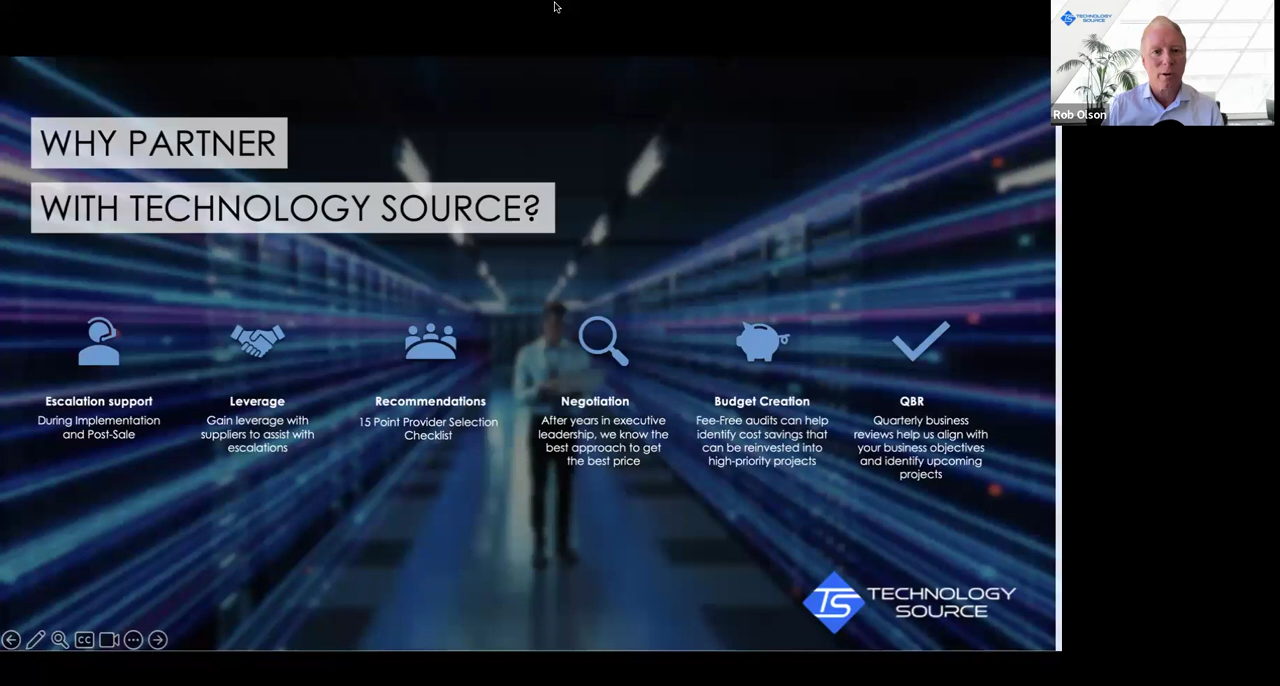 TECHNOLOGY
SOURCE
Rob Olson
WHY PARTNER
WITH TECHNOLOGY SOURCE?
Escalation support
During Implementation
and Post-Sale
Leverage
Gain leverage with
suppliers to assist with
escalations
Recommendations
15 Point Provider Selection
Checklist
Negotiation
After years in executive
leadership, we know the
best approach to get
the best price
Budget Creation
Fee-Free audits can help
identify cost savings that
can be reinvested into
high-priority projects
QBR
Quarterly business
reviews help us align with
your business objectives
and identify upcoming
projects
TS
TECHNOLOGY
SOURCE
CC